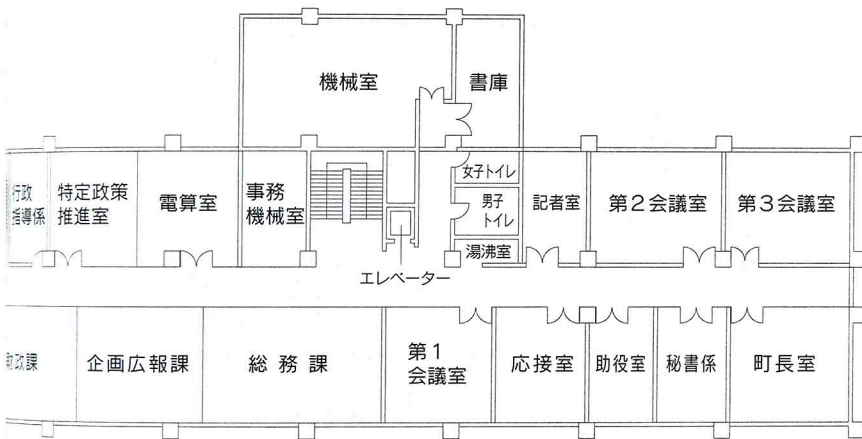 機械室
書庫
行政
指導係
特定政策
推進室
電算室
事務
機械室
女子トイレ
男子
トイレ
湯沸室
記者室
第2会議室
第3会議室
エレベーター
財政課
企画広報課
総務課
第1
会議室
応接室
助役室
秘書係
町長室